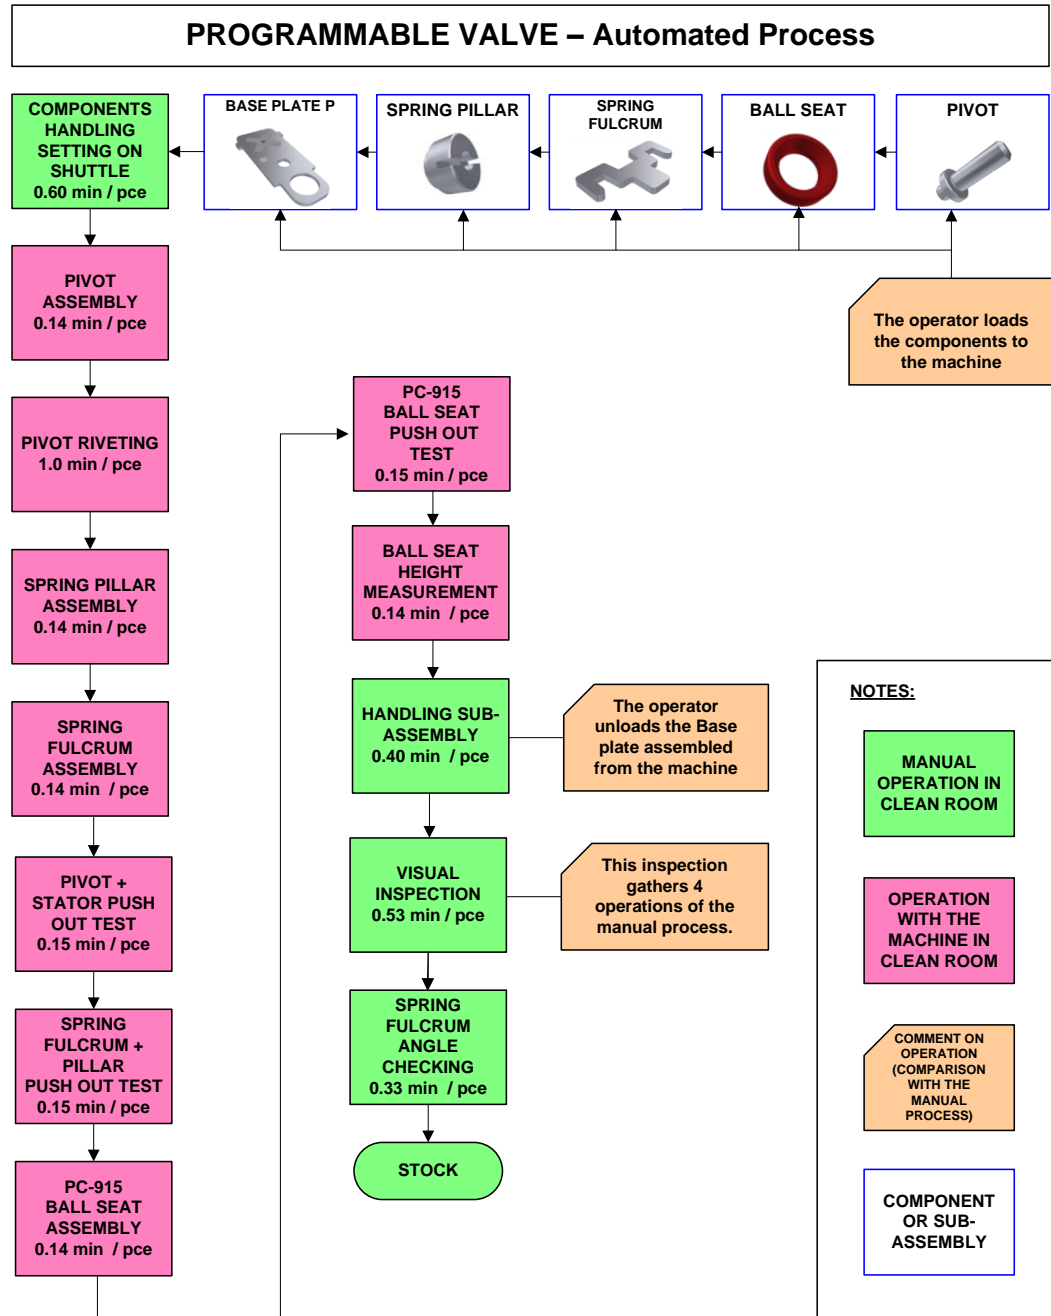 PROGRAMMABLE VALVE – Automated Process
COMPONENTS
HANDLING
SETTING ON
SHUTTLE
0.60 min / pce
BASE PLATE P
SPRING PILLAR
SPRING
FULCRUM
BALL SEAT
PIVOT
The operator loads
the components to
the machine
PIVOT
ASSEMBLY
0.14 min / pce
PIVOT RIVETING
1.0 min / pce
SPRING PILLAR
ASSEMBLY
0.14 min / pce
SPRING
FULCRUM
ASSEMBLY
0.14 min / pce
PIVOT +
STATOR PUSH
OUT TEST
0.15 min / pce
SPRING
FULCRUM +
PILLAR
PUSH OUT TEST
0.15 min / pce
PC-915
BALL SEAT
ASSEMBLY
0.14 min / pce
PC-915
BALL SEAT
PUSH OUT
TEST
0.15 min / pce
BALL SEAT
HEIGHT
MEASUREMENT
0.14 min / pce
HANDLING SUB-
ASSEMBLY
0.40 min / pce
The operator
unloads the Base
plate assembled
from the machine
VISUAL
INSPECTION
0.53 min / pce
This inspection
gathers 4
operations of the
manual process.
SPRING
FULCRUM
ANGLE
CHECKING
0.33 min / pce
STOCK
NOTES:
MANUAL
OPERATION IN
CLEAN ROOM
OPERATION
WITH THE
MACHINE IN
CLEAN ROOM
COMMENT ON
OPERATION
(COMPARISON
WITH THE
MANUAL
PROCESS)
COMPONENT
OR SUB-
ASSEMBLY